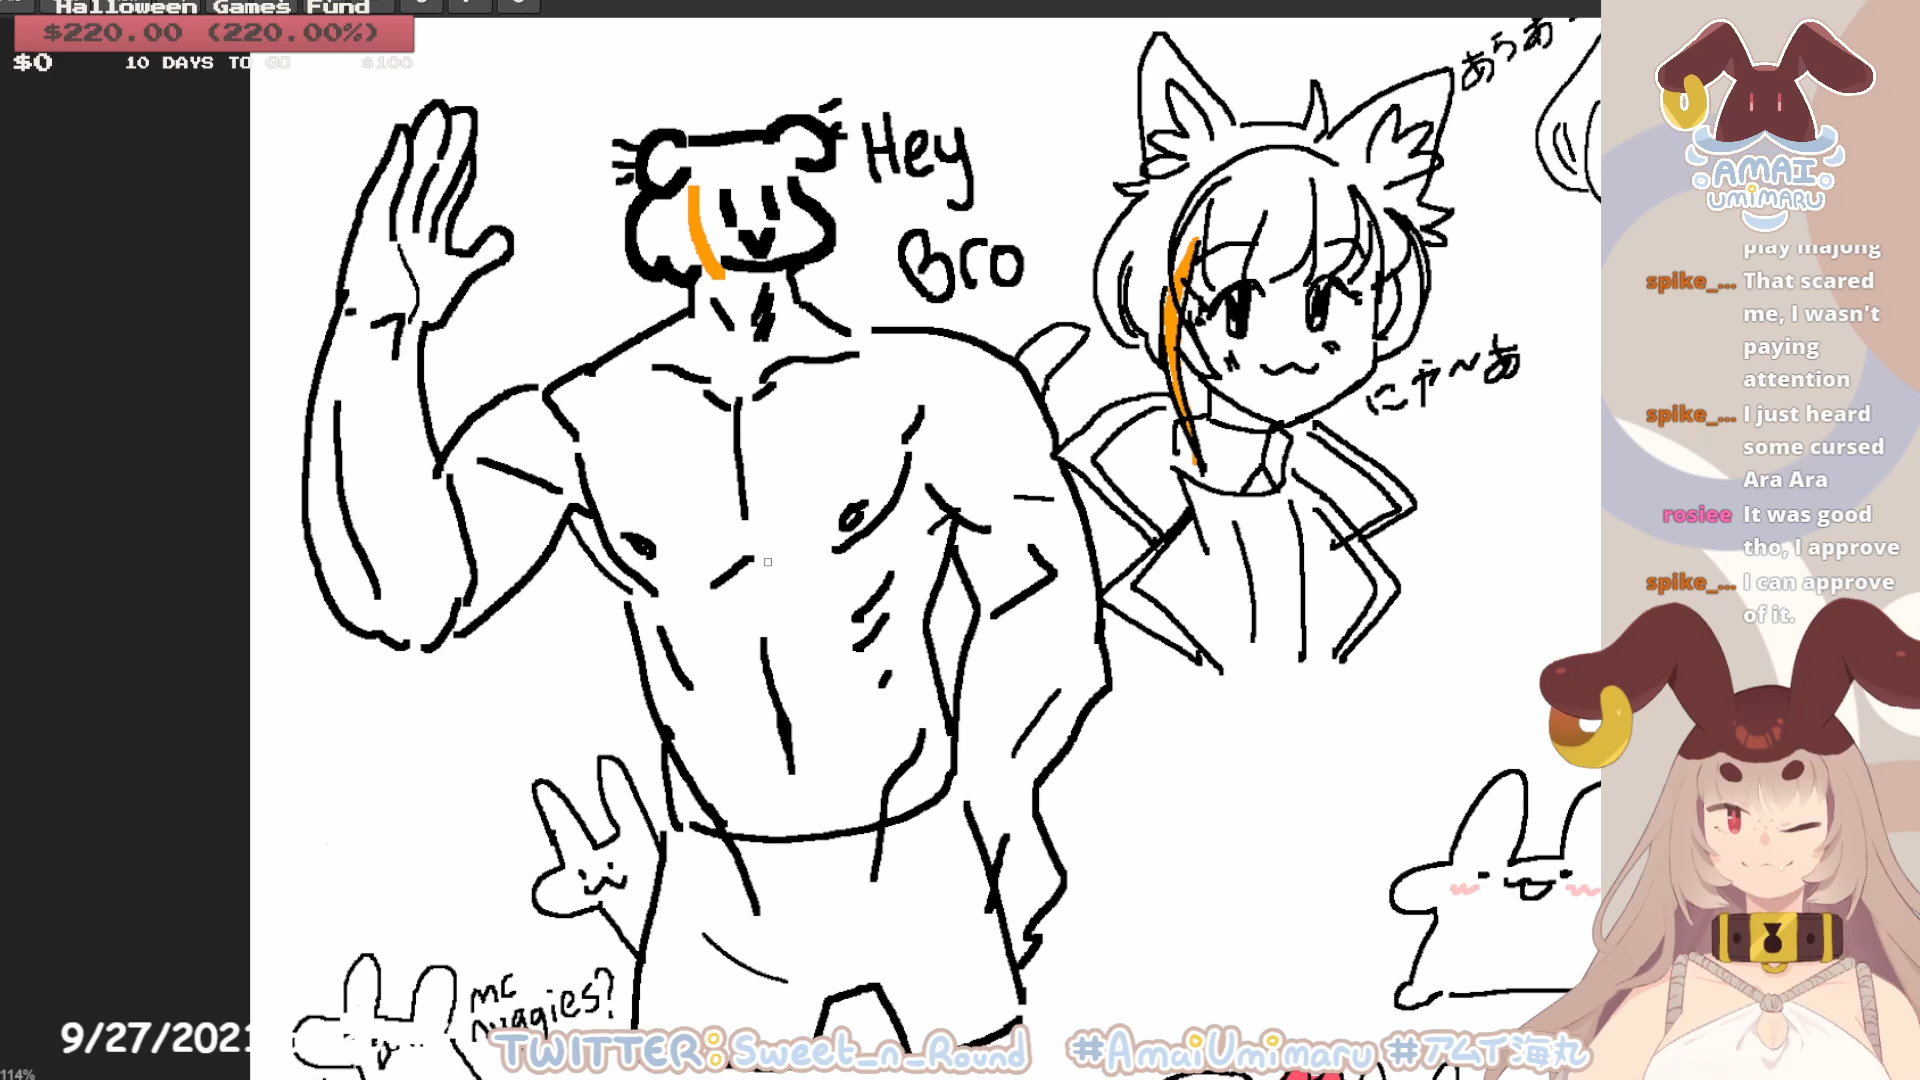 Halloween Games Fund
$220.00 (220.00%)
$0 10 DAYS TO GO $100
Hey
Bro
あらあ
にゃ〜あ
mc
nuggies?
AMAI
UMIMARU
play majong
spike_... That scared
me, I wasn't
paying
attention
spike_... I just heard
some cursed
Ara Ara
rosiee It was good
tho, I approve
spike_... I can approve
of it.
9/27/2021
TWITTER: Sweet_n_Round #AmaiUmimaru #アムイ海丸
114%